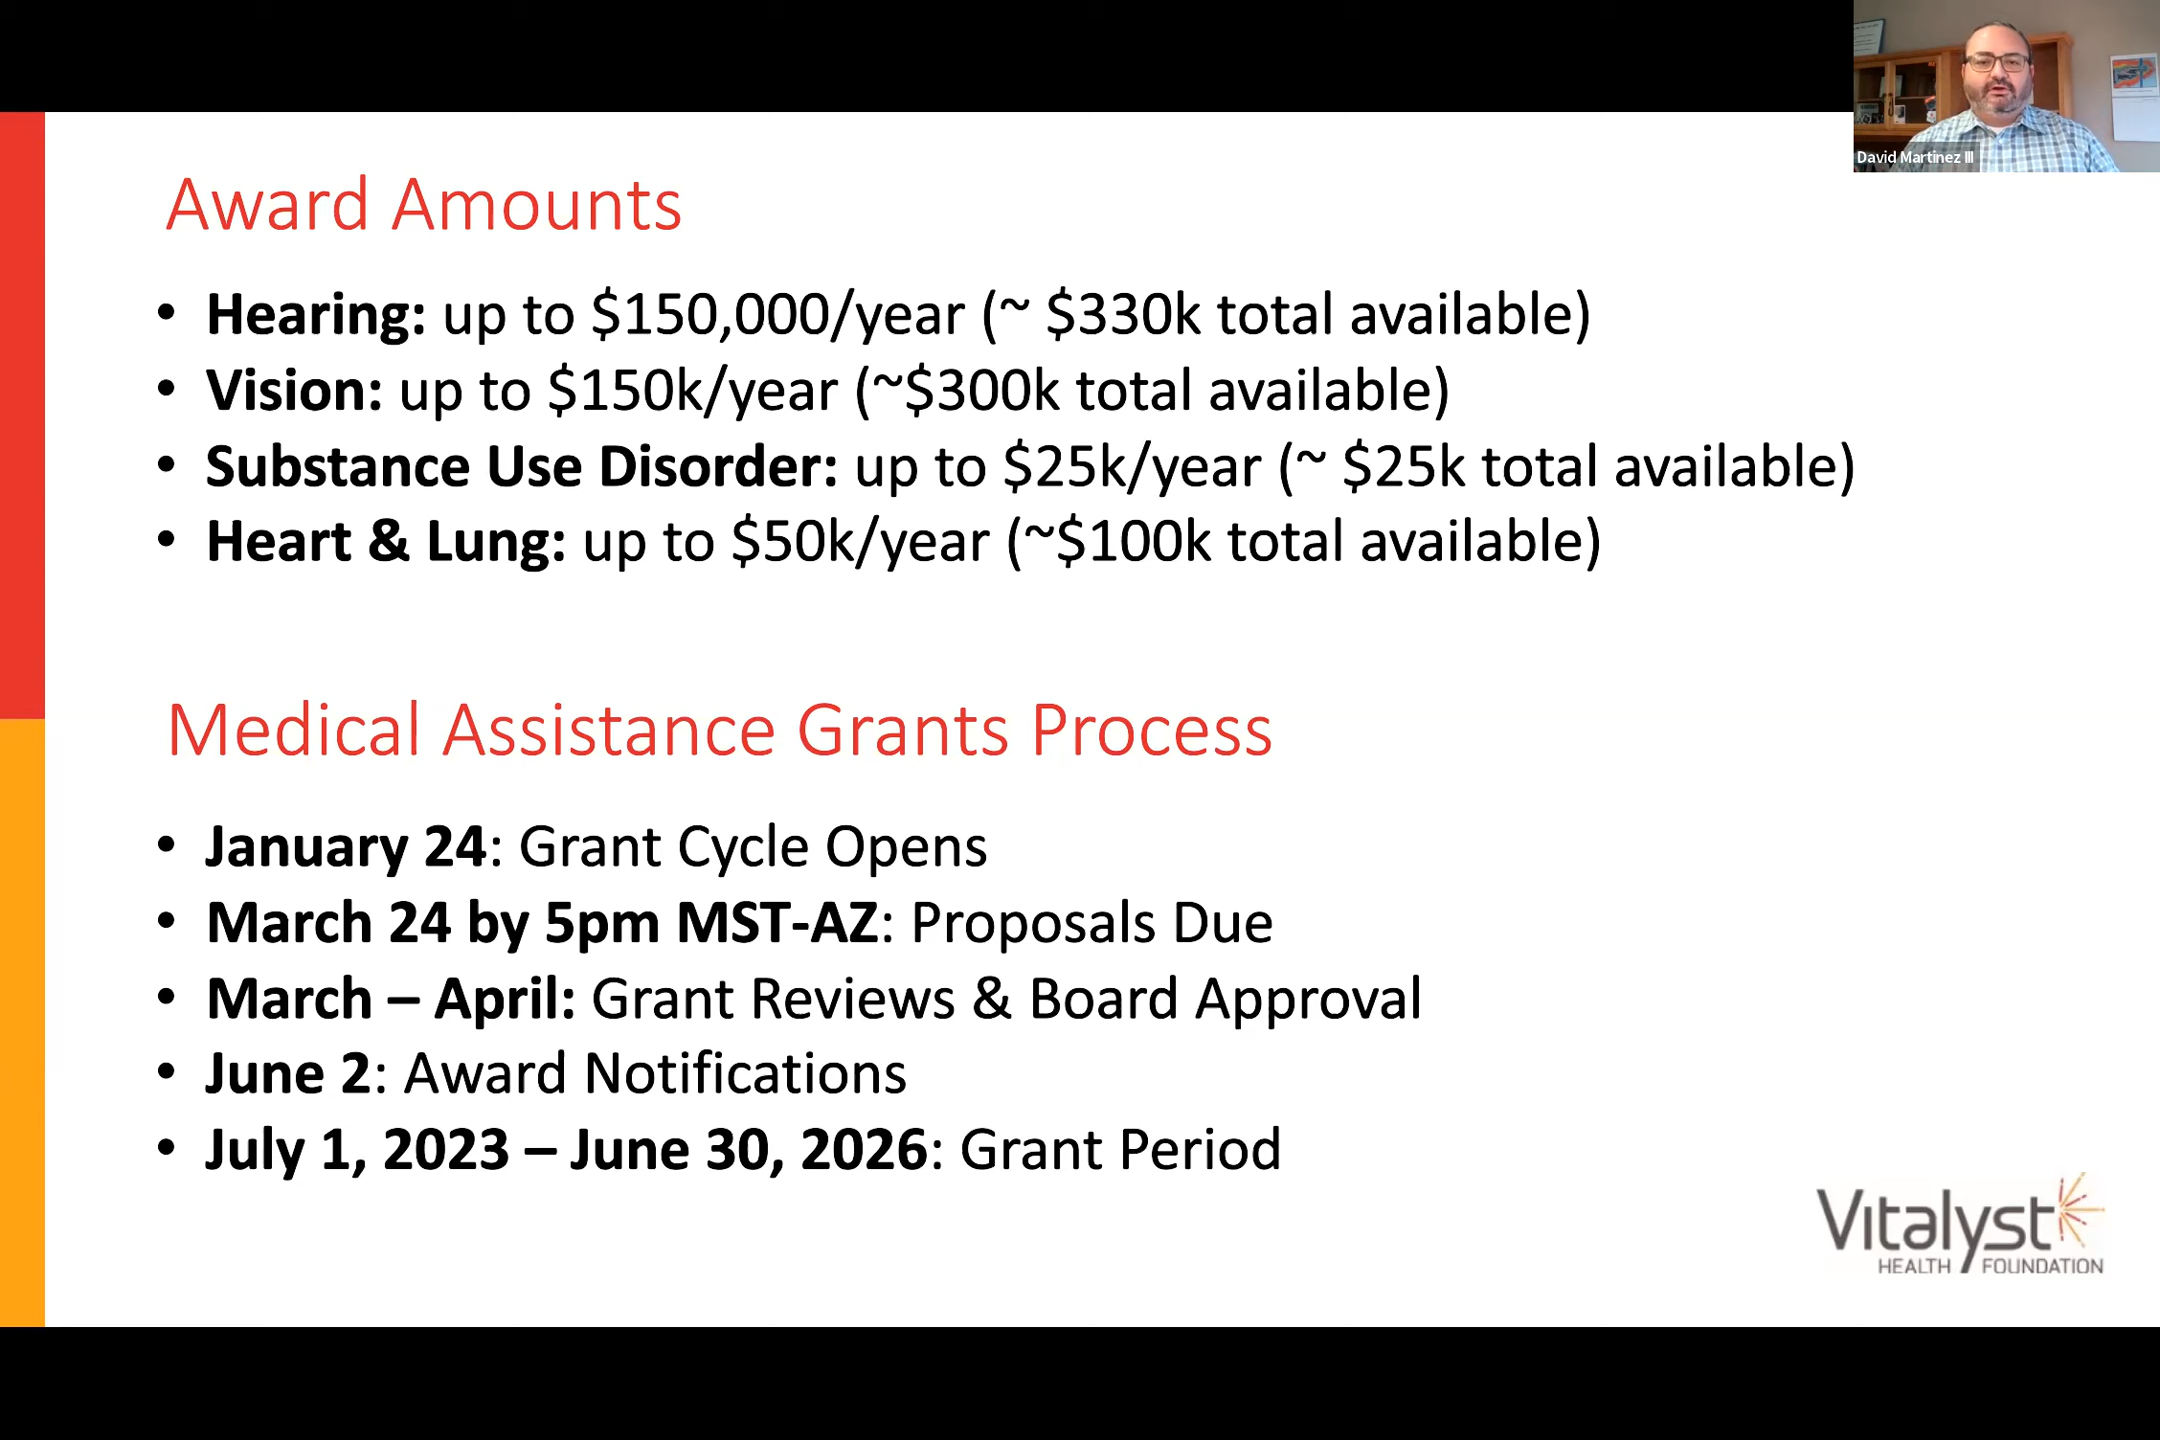 David Martinez III
Award Amounts
• Hearing: up to $150,000/year (~ $330k total available)
• Vision: up to $150k/year (~$300k total available)
• Substance Use Disorder: up to $25k/year (~ $25k total available)
• Heart & Lung: up to $50k/year (~$100k total available)
Medical Assistance Grants Process
• January 24: Grant Cycle Opens
• March 24 by 5pm MST-AZ: Proposals Due
• March – April: Grant Reviews & Board Approval
• June 2: Award Notifications
• July 1, 2023 – June 30, 2026: Grant Period
Vitalyst
HEALTH FOUNDATION